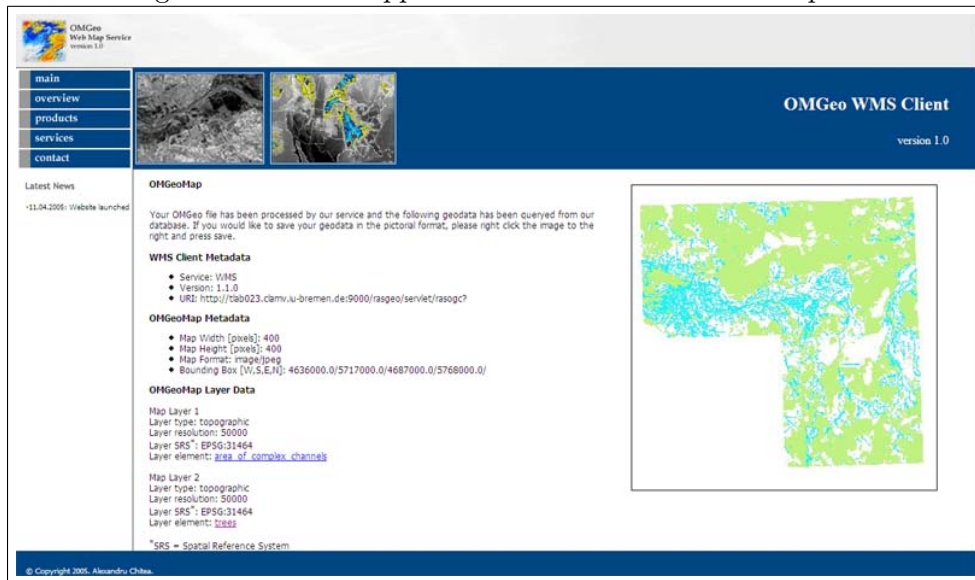 OMGeo
Web Map Service
version 1.0
main
overview
products
services
contact
OMGeo WMS Client
version 1.0
Latest News
-11.04.2005: Website launched
OMGeoMap
Your OMGeo file has been processed by our service and the following geodata has been queryed from our
database. If you would like to save your geodata in the pictorial format, please right click the image to the
right and press save.
WMS Client Metadata
Service: WMS
Version: 1.1.0
URI: http://tlab023.clamv.iu-bremen.de:9000/rasgeo/servlet/rasogc?
OMGeoMap Metadata
Map Width [pixels]: 400
Map Height [pixels]: 400
Map Format: image/jpeg
Bounding Box [W,S,E,N]: 4636000.0/5717000.0/4687000.0/5768000.0/
OMGeoMap Layer Data
Map Layer 1
Layer type: topographic
Layer resolution: 50000
Layer SRS*: EPSG:31464
Layer element: area_of_complex_channels
Map Layer 2
Layer type: topographic
Layer resolution: 50000
Layer SRS*: EPSG:31464
Layer element: trees
*SRS = Spatial Reference System
© Copyright 2005. Alexandru Chitea.